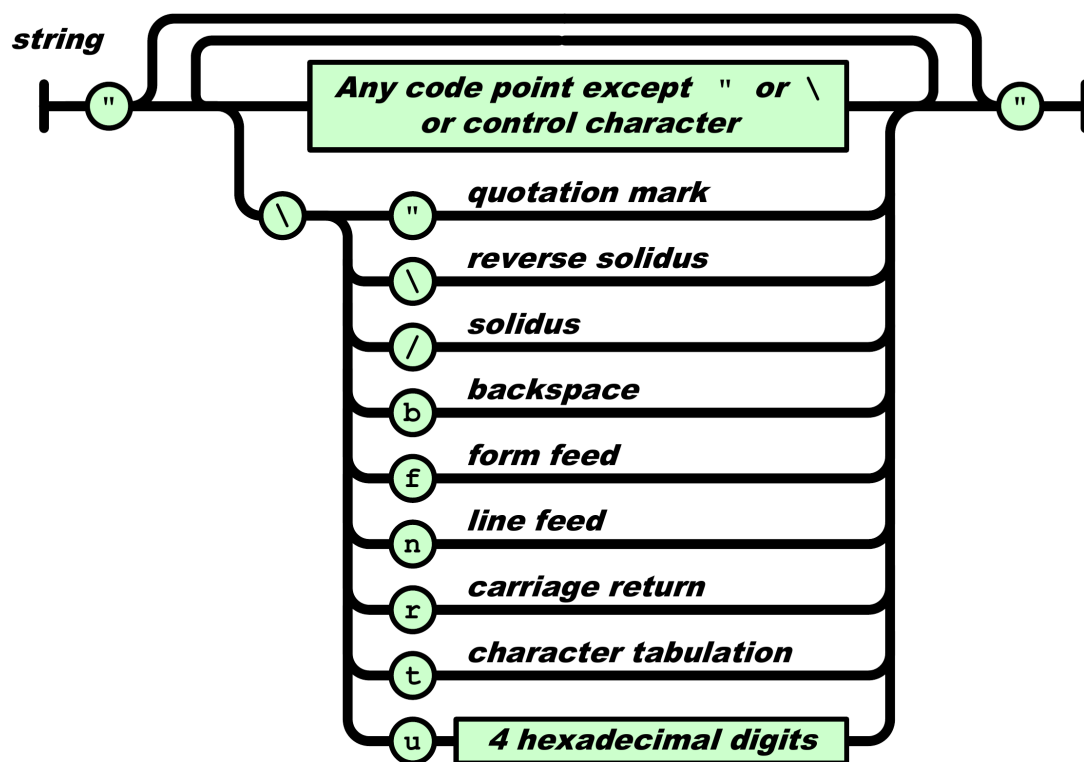 string
" Any code point except " or \ "
or control character
\ " quotation mark
\ reverse solidus
/ solidus
b backspace
f form feed
n line feed
r carriage return
t character tabulation
u 4 hexadecimal digits